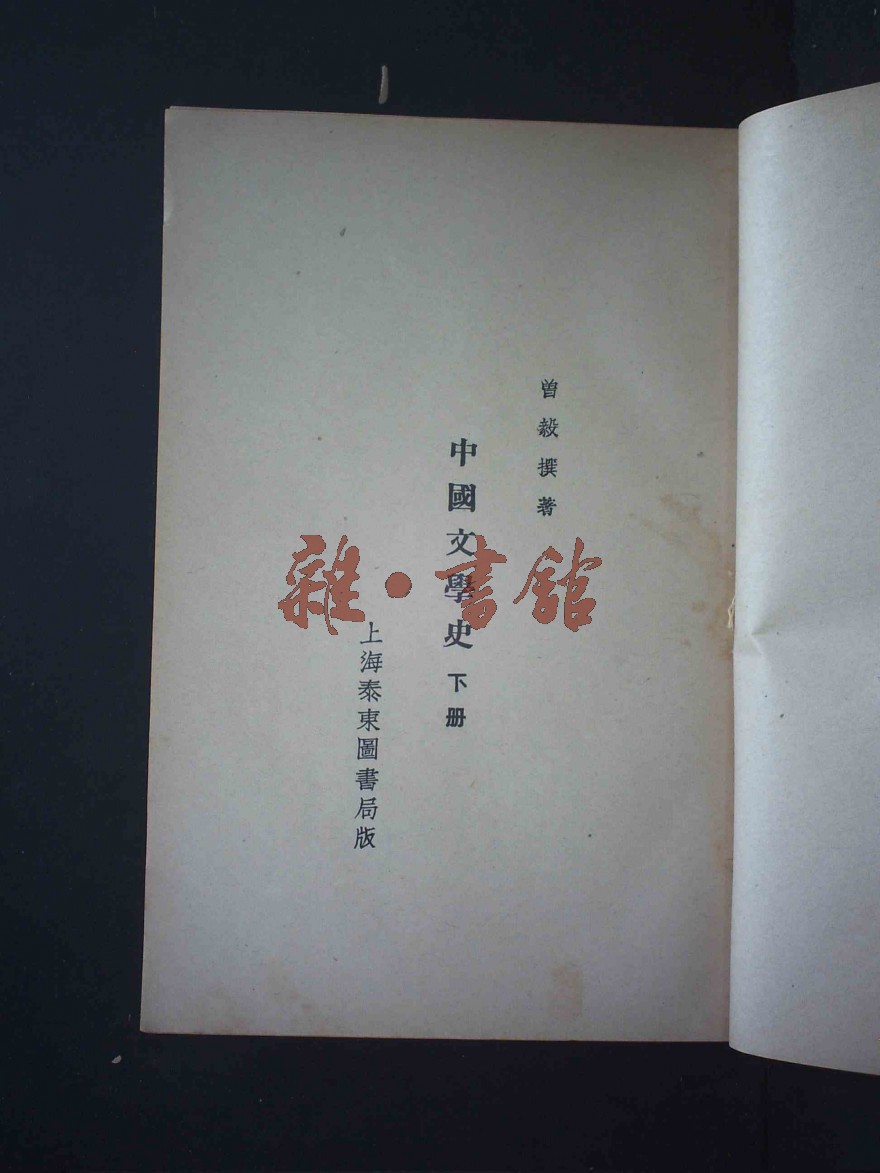 曾毅撰著
中國文學史 下册
上海泰東圖書局版
雜·書館